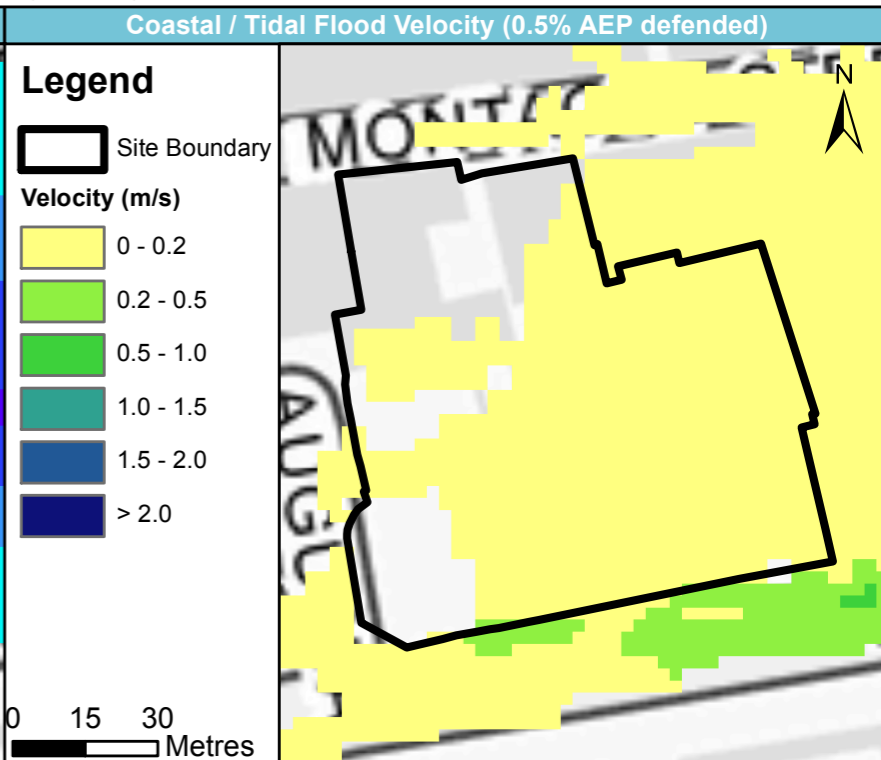 Coastal / Tidal Flood Velocity (0.5% AEP defended)
Legend
Site Boundary
Velocity (m/s)
0 - 0.2
0.2 - 0.5
0.5 - 1.0
1.0 - 1.5
1.5 - 2.0
> 2.0
0 15 30
Metres
N